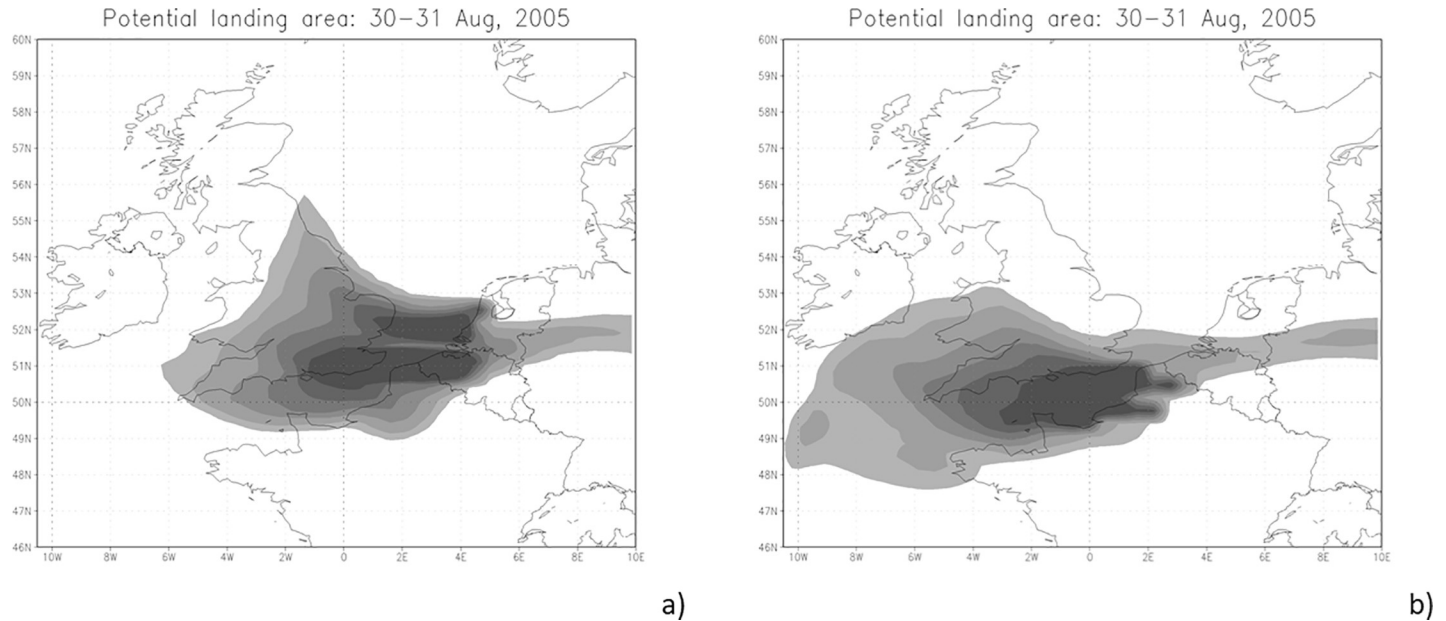 Potential landing area: 30-31 Aug, 2005
60N
59N
58N
57N
56N
55N
54N
53N
52N
51N
50N
49N
48N
47N
46N
10W 8W 6W 4W 2W 0 2E 4E 6E 8E 10E
a)
Potential landing area: 30-31 Aug, 2005
60N
59N
58N
57N
56N
55N
54N
53N
52N
51N
50N
49N
48N
47N
46N
10W 8W 6W 4W 2W 0 2E 4E 6E 8E 10E
b)